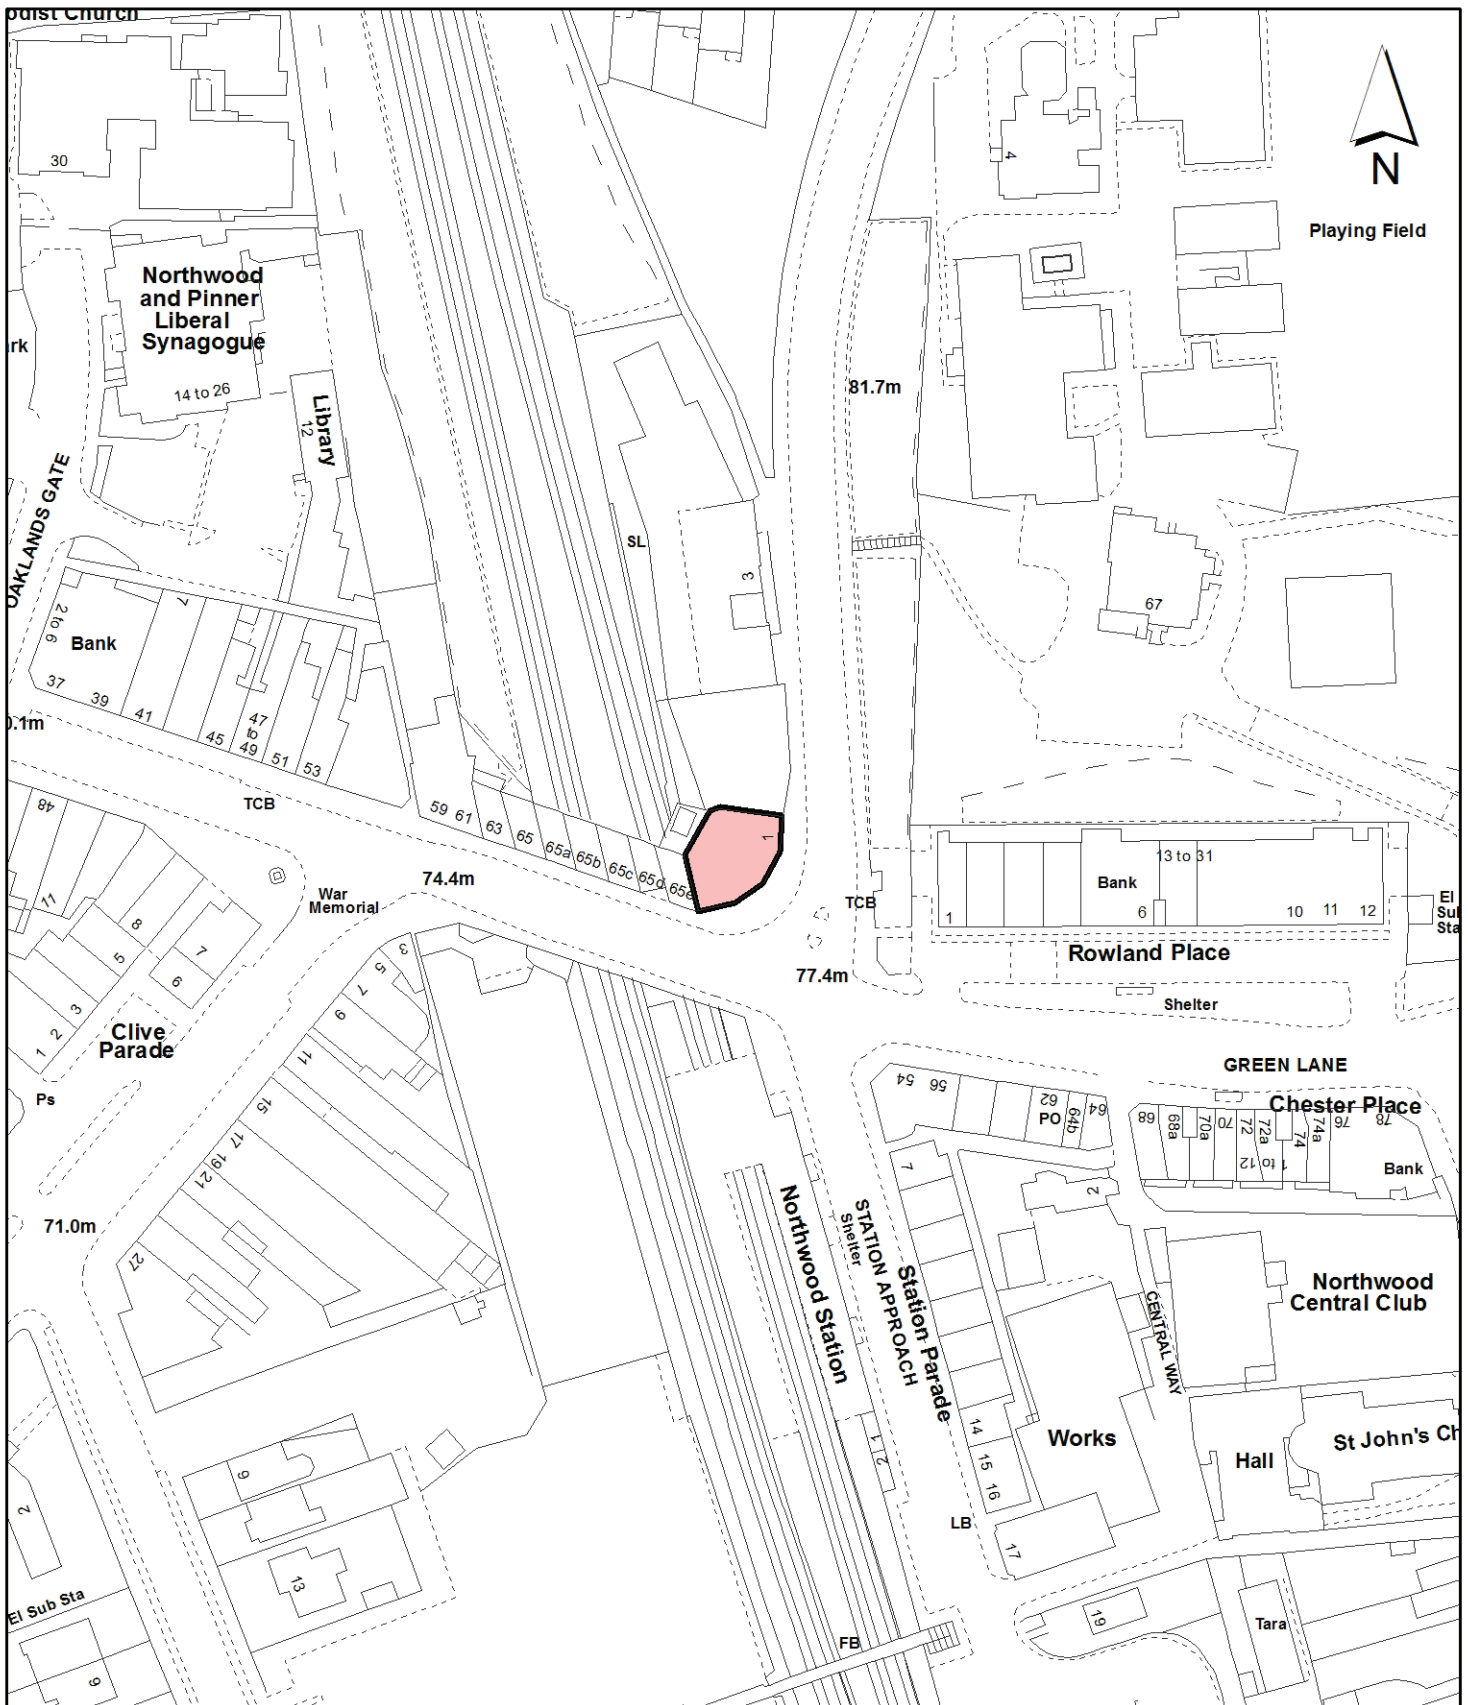 odist Church
30
4
N
Playing Field
Northwood
and Pinner
Liberal
Synagogue
14 to 26
ark
Library
12
81.7m
OAKLANDS GATE
SL
3
67
2 to 6
Bank
7
37
39
41
45
47
to
49
51
53
0.1m
TCB
59
61
63
65
65a
65b
65c
65d
65e
1
48
11
74.4m
War
Memorial
8
7
5
6
3
2
1
Clive
Parade
Ps
TCB
77.4m
1
Bank
6
13 to 31
10
11
12
El
Sub
Sta
Rowland Place
Shelter
GREEN LANE
Chester Place
54
56
62
PO
64b
64
68
68a
70a
70
72
72a
74
74a
76
78
1 to 12
Bank
3
5
7
9
11
15
17
19
21
27
71.0m
7
2
Northwood Station
Shelter
STATION APPROACH
Station Parade
CENTRAL WAY
Northwood
Central Club
1
2
14
15
16
17
Works
Hall
St John's Ch
LB
9
13
2
El Sub Sta
9
FB
19
Tara